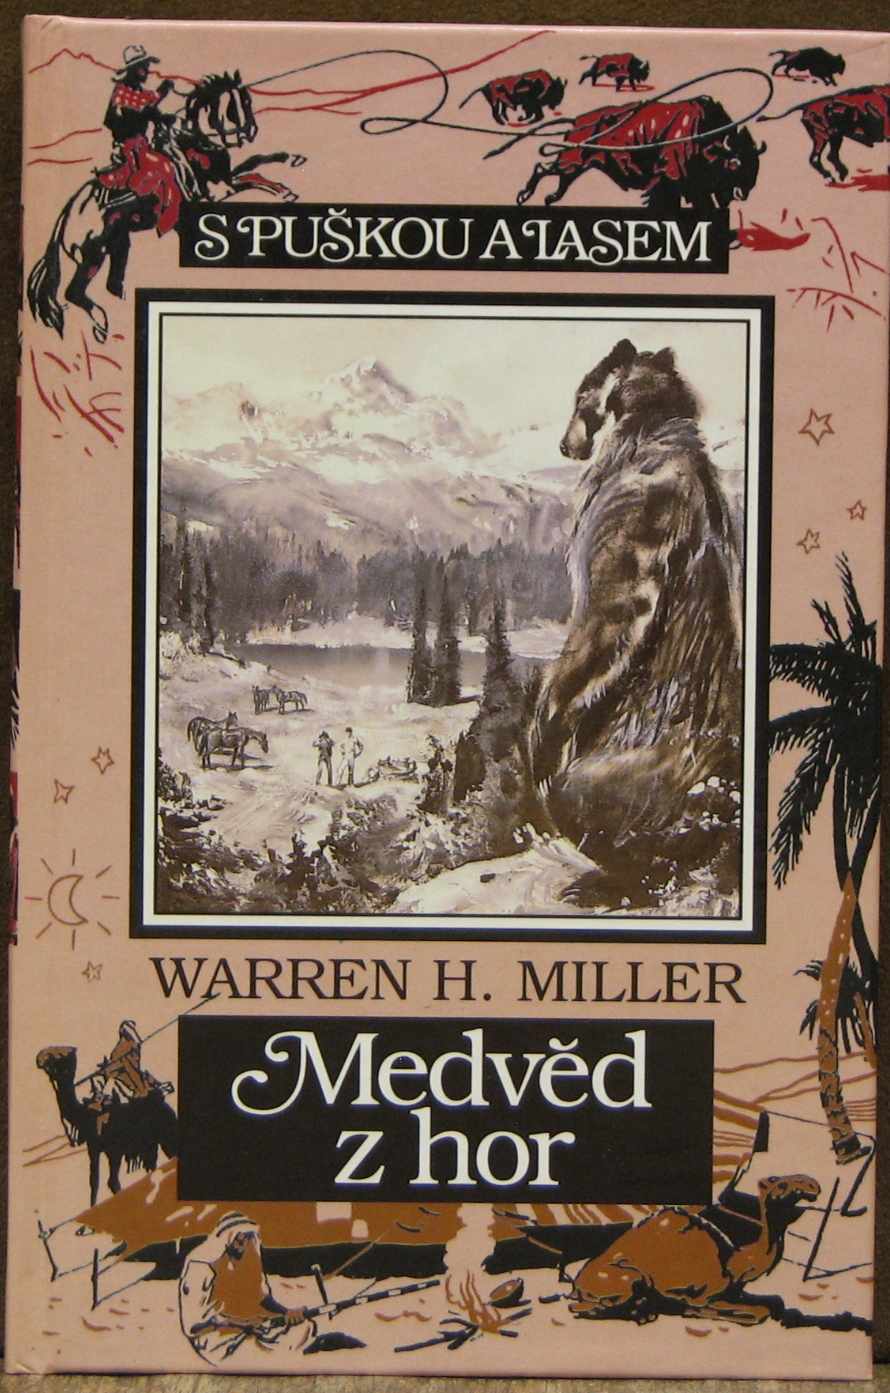 S PUŠKOU A LASEM
WARREN H. MILLER
Medvěd
z hor